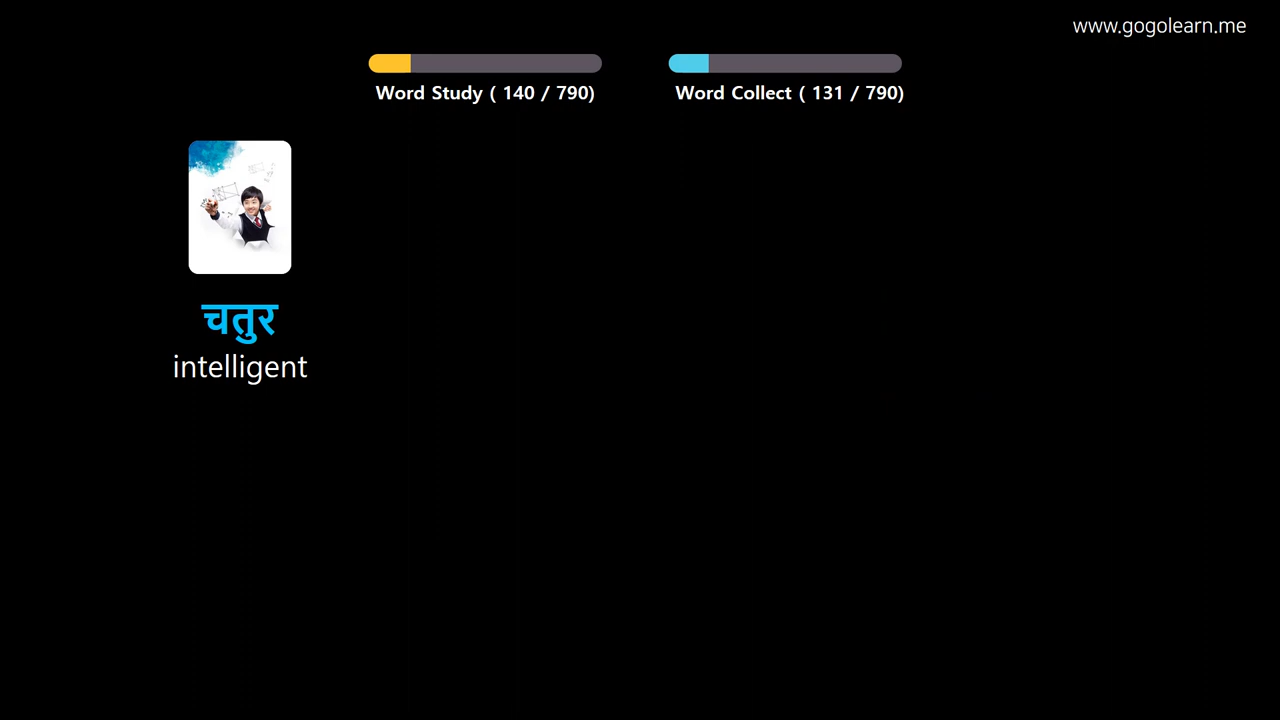 www.gogolearn.me
Word Study ( 140 / 790)
Word Collect ( 131 / 790)
चतुर
intelligent